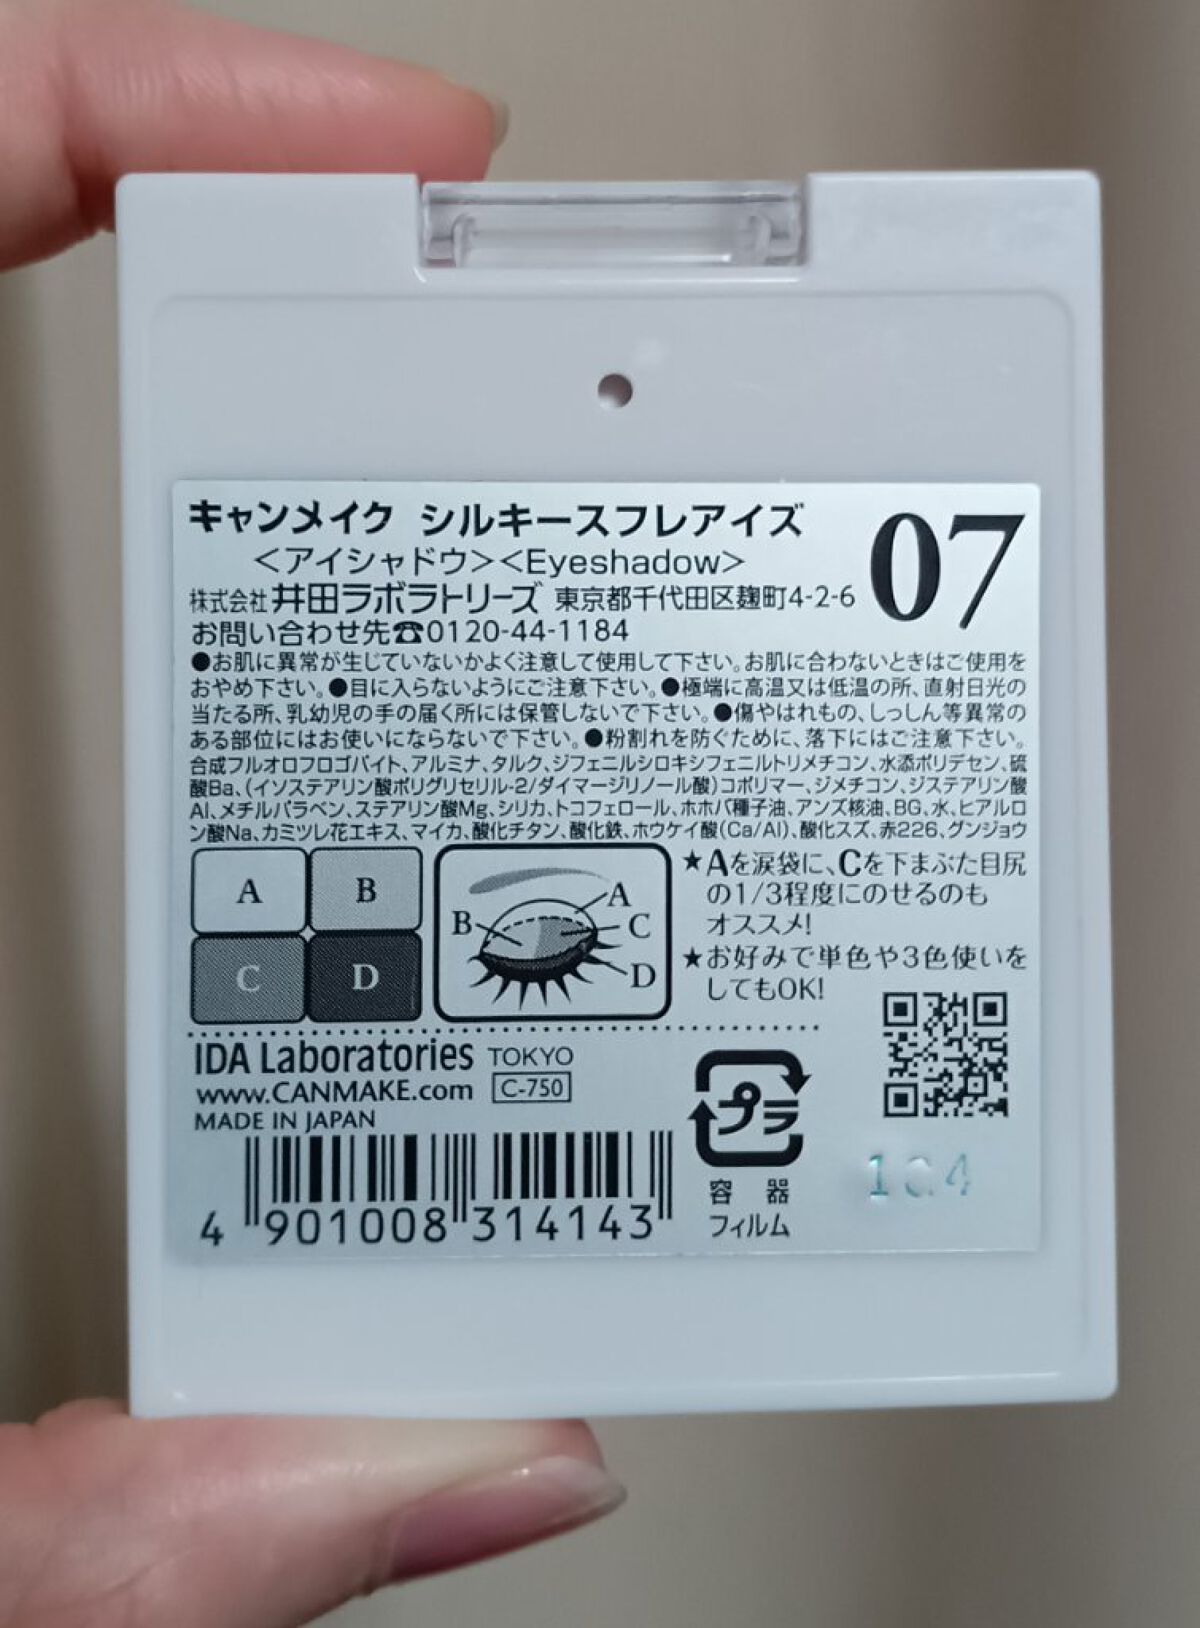 キャンメイク シルキースフレアイズ
07
<アイシャドウ><Eyeshadow>
株式会社 井田ラボラトリーズ 東京都千代田区麹町4-2-6
お問い合わせ先☎0120-44-1184
●お肌に異常が生じていないかよく注意して使用して下さい。お肌に合わないときはご使用を
おやめ下さい。●目に入らないようにご注意下さい。●極端に高温又は低温の所、直射日光の
当たる所、乳幼児の手の届く所には保管しないで下さい。●傷やはれもの、しっしん等異常の
ある部位にはお使いにならないで下さい。●粉割れを防ぐために、落下にはご注意下さい。
合成フルオロフロゴパイト、アルミナ、タルク、ジフェニルシロキシフェニルトリメチコン、水添ポリデセン、硫
酸Ba、(イソステアリン酸ポリグリセリル-2/ダイマージリノール酸)コポリマー、ジメチコン、ジステアリン酸
Al、メチルパラベン、ステアリン酸Mg、シリカ、トコフェロール、ホホバ種子油、アンズ核油、BG、水、ヒアルロ
ン酸Na、カミツレ花エキス、マイカ、酸化チタン、酸化鉄、ホウケイ酸(Ca/Al)、酸化スズ、赤226、グンジョウ
A B
C D
A
B C
D
★Aを涙袋に、Cを下まぶた目尻
の1/3程度にのせるのも
オススメ!
★お好みで単色や3色使いを
してもOK!
IDA Laboratories TOKYO
www.CANMAKE.com C-750
MADE IN JAPAN
4 901008 314143
プラ
容器
フィルム